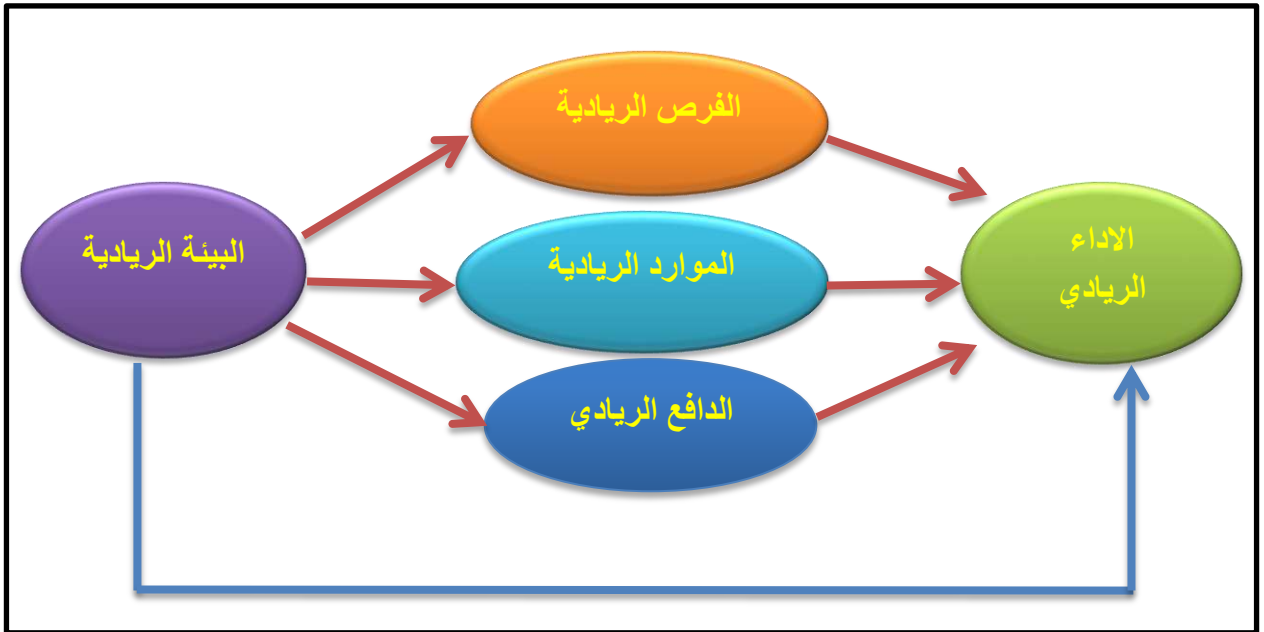 الفرص الريادية
البيئة الريادية
الموارد الريادية
الاداء
الريادي
الدافع الريادي